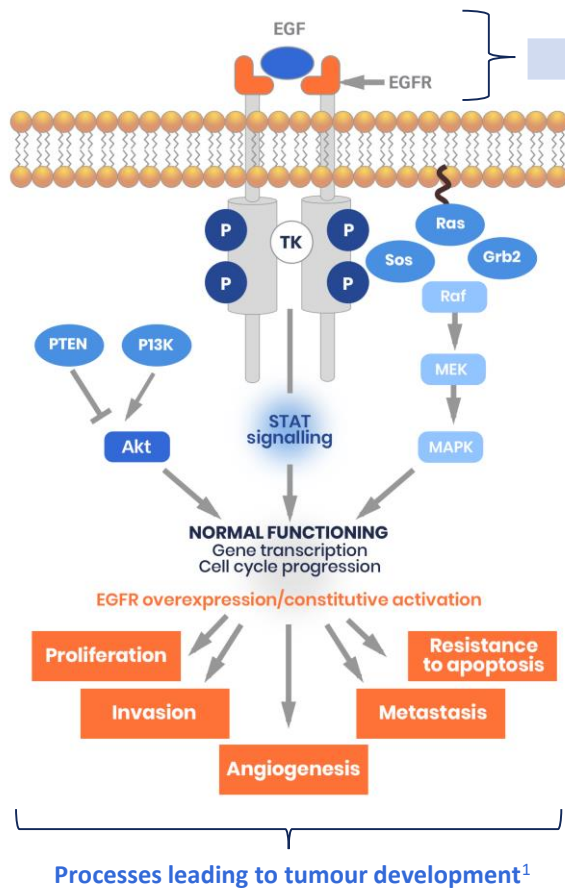 EGF
EGFR
P
TK
P
Ras
Sos
Grb2
P
P
Raf
PTEN
P13K
MEK
STAT
signalling
Akt
MAPK
NORMAL FUNCTIONING
Gene transcription
Cell cycle progression
EGFR overexpression/constitutive activation
Proliferation
Resistance
to apoptosis
Invasion
Metastasis
Angiogenesis
Processes leading to tumour development1